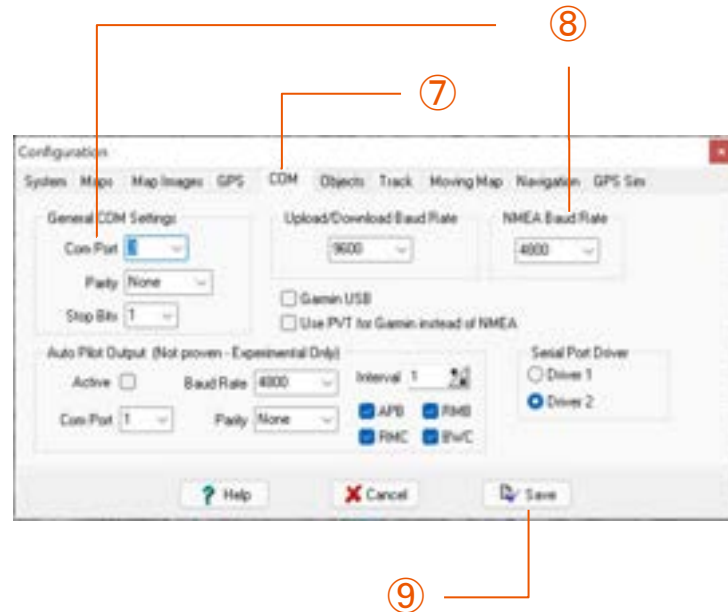 ⑧
⑦
Configuration
System Maps Map Images GPS COM Objects Track Moving Map Navigation GPS Sim
General COM Settings
Com Port
Parity None
Stop Bits 1
Upload/Download Baud Rate
9600
NMEA Baud Rate
4800
Garmin USB
Use PVT for Garmin instead of NMEA
Auto Pilot Output (Not proven - Experimental Only)
Active Baud Rate 4800 Interval 1
Com Port 1 Parity None
APB RMB
RMC BWC
Serial Port Driver
Driver 1
Driver 2
? Help Cancel Save
⑨